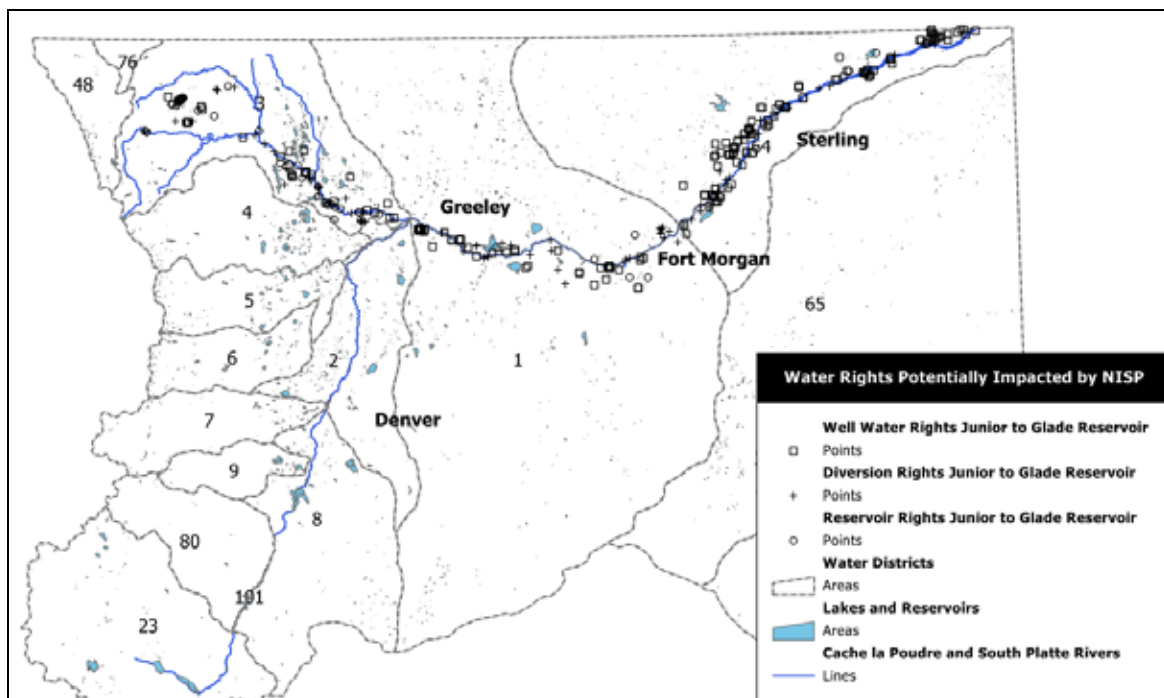 76
48
3
4
Sterling
4
Greeley
Fort Morgan
5
65
6
2
1
7
Denver
9
8
80
101
23
Water Rights Potentially Impacted by NISP
Well Water Rights Junior to Glade Reservoir
Points
Diversion Rights Junior to Glade Reservoir
Points
Reservoir Rights Junior to Glade Reservoir
Points
Water Districts
Areas
Lakes and Reservoirs
Areas
Cache la Poudre and South Platte Rivers
Lines